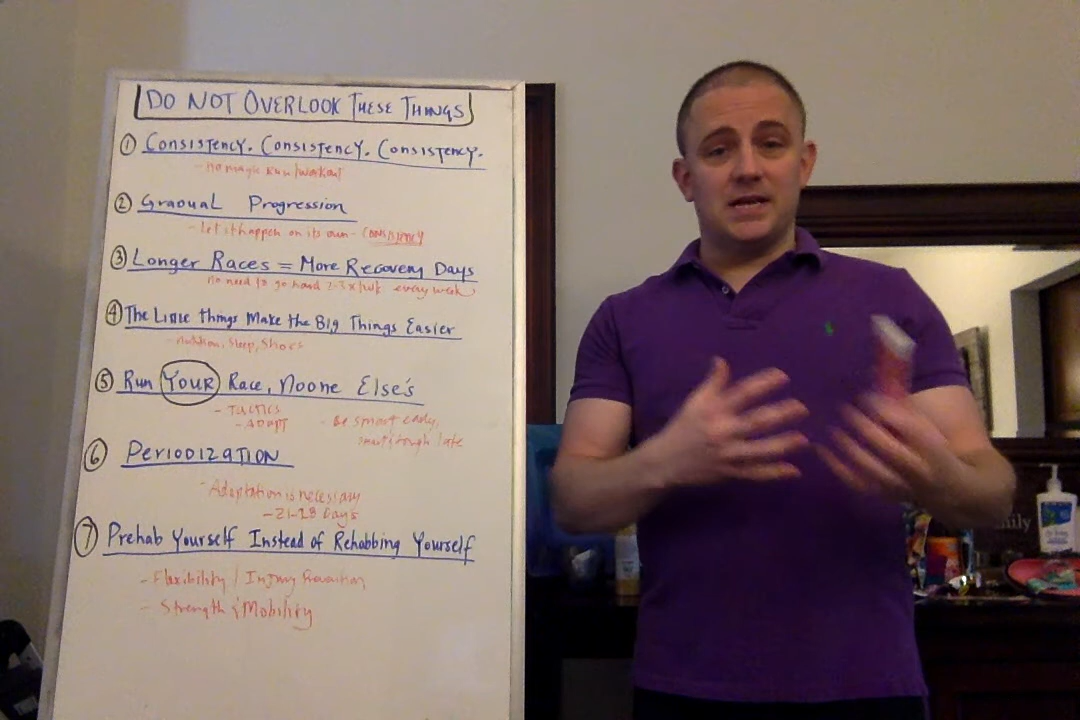 DO NOT OVERLOOK THESE THINGS
① CONSISTENCY. CONSISTENCY. CONSISTENCY.
- no magic Run/Workout
② GRADUAL PROGRESSION
- Let it happen on its own - CONSISTENCY
③ LONGER RACES = MORE RECOVERY DAYS
no need to go hard 2-3x/wk every week
④ The Little things Make the Big Things Easier
- nutrition, Sleep, Shoes
⑤ Run YOUR Race, Noone Else's
- TACTICS
- ADAPT
- Be smart early,
smart & tough late
⑥ PERIODIZATION
- Adaptation is necessary
- 21-28 Days
⑦ Prehab Yourself Instead of Rehabbing Yourself
- Flexibility / Injury Prevention
- Strength & Mobility
family